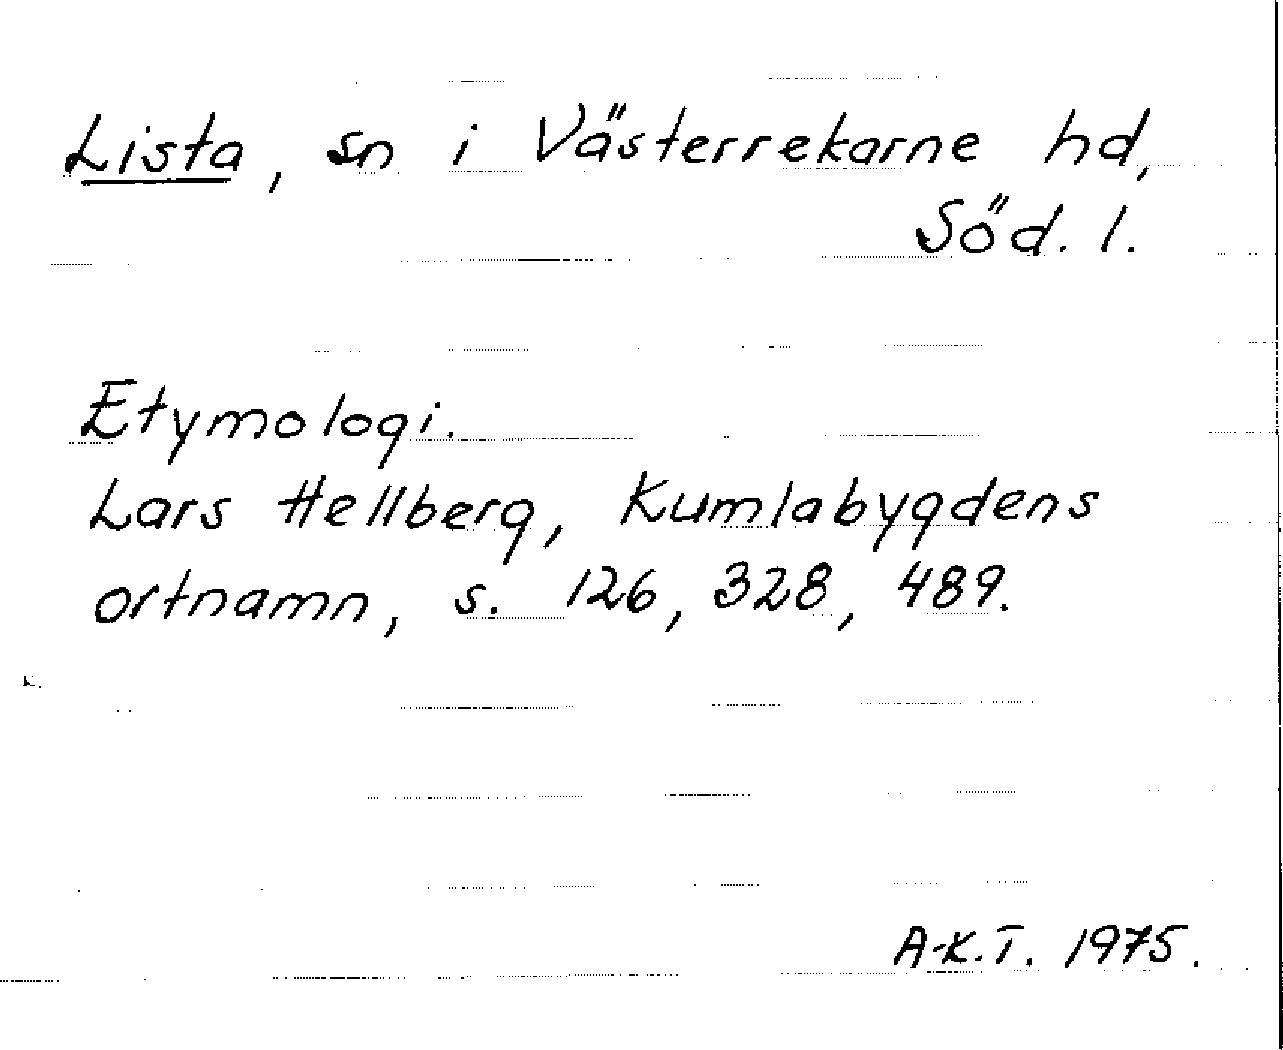 Lista, sn i Västerrekarne hd,
Söd. l.
Etymologi.
Lars Hellberg, Kumlabygdens
ortnamn, s. 126, 328, 489.
K.
A-K.T. 1975.